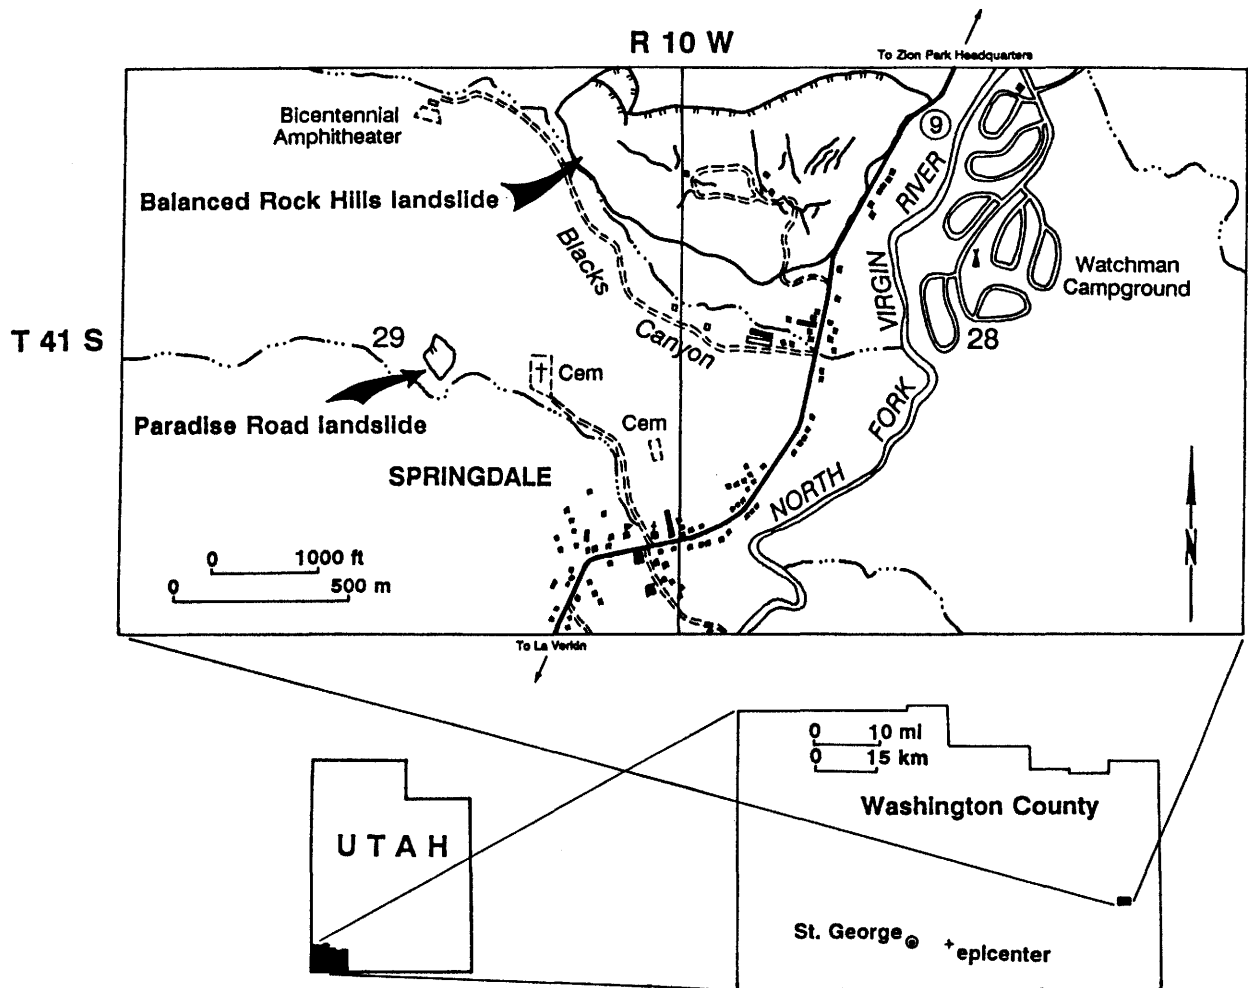 R 10 W
To Zion Park Headquarters
Bicentennial
Amphitheater
9
Balanced Rock Hills landslide
RIVER
VIRGIN
Blacks
Canyon
Watchman
Campground
T 41 S
29
28
Cem
Paradise Road landslide
Cem
FORK
NORTH
SPRINGDALE
N
0 1000 ft
0 500 m
To La Verkin
0 10 mi
0 15 km
Washington County
UTAH
St. George
epicenter